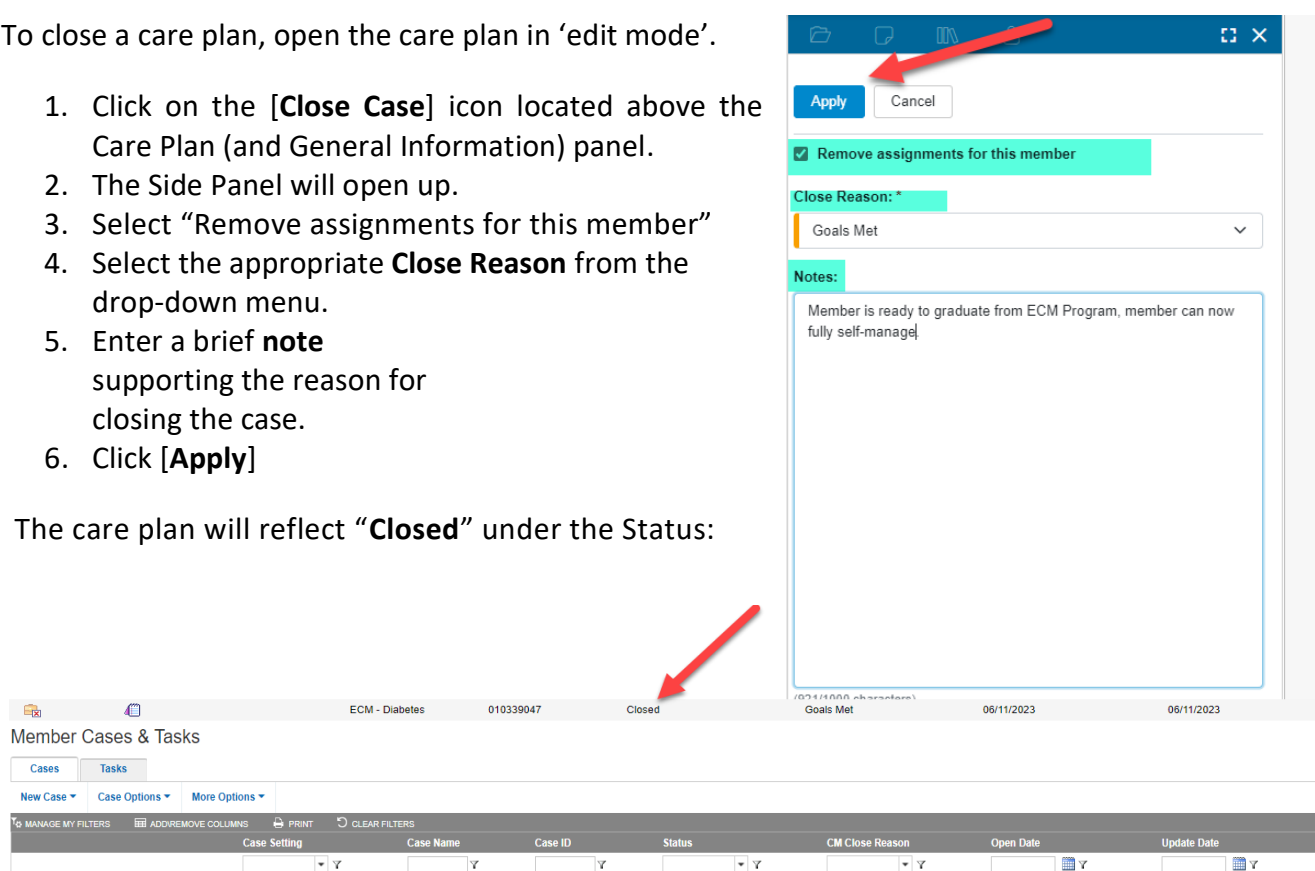 To close a care plan, open the care plan in ‘edit mode’.
1. Click on the [Close Case] icon located above the
Care Plan (and General Information) panel.
2. The Side Panel will open up.
3. Select “Remove assignments for this member”
4. Select the appropriate Close Reason from the
drop-down menu.
5. Enter a brief note
supporting the reason for
closing the case.
6. Click [Apply]
The care plan will reflect “Closed” under the Status:
Apply Cancel
Remove assignments for this member
Close Reason: *
Goals Met
Notes:
Member is ready to graduate from ECM Program, member can now
fully self-manage
(921/1000 characters)
ECM - Diabetes 010339047 Closed Goals Met 06/11/2023 06/11/2023
Member Cases & Tasks
Cases Tasks
New Case Case Options More Options
MANAGE MY FILTERS ADD\REMOVE COLUMNS PRINT CLEAR FILTERS
Case Setting Case Name Case ID Status CM Close Reason Open Date Update Date